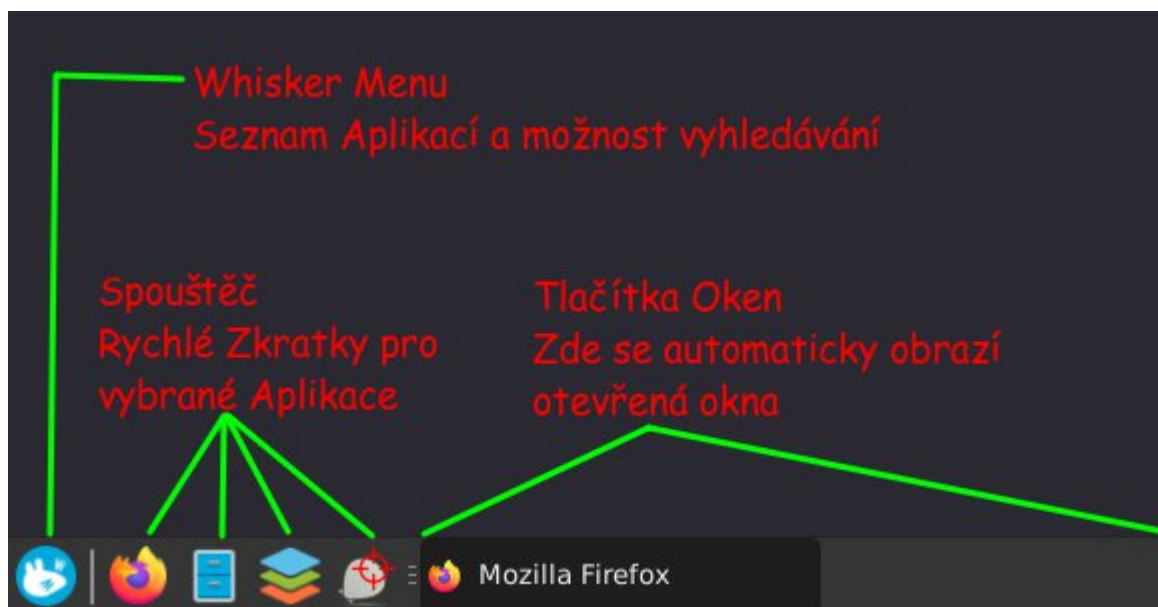 Whisker Menu
Seznam Aplikací a možnost vyhledávání
Spouštěč
Rychlé Zkratky pro
vybrané Aplikace
Tlačítka Oken
Zde se automaticky obrazí
otevřená okna
Mozilla Firefox